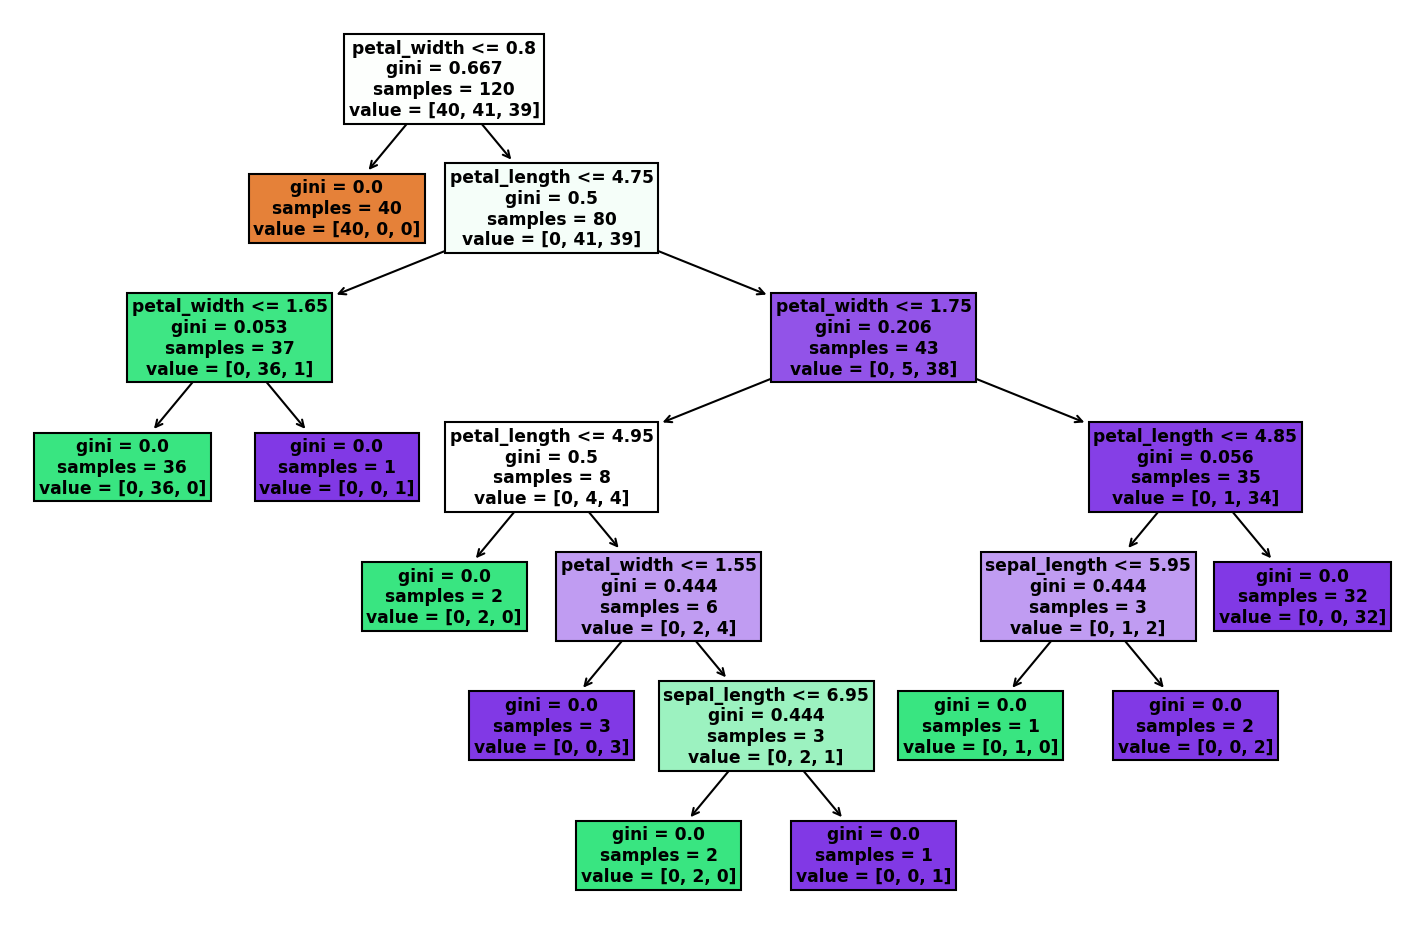 petal_width <= 0.8
gini = 0.667
samples = 120
value = [40, 41, 39]
gini = 0.0
samples = 40
value = [40, 0, 0]
petal_length <= 4.75
gini = 0.5
samples = 80
value = [0, 41, 39]
petal_width <= 1.65
gini = 0.053
samples = 37
value = [0, 36, 1]
petal_width <= 1.75
gini = 0.206
samples = 43
value = [0, 5, 38]
gini = 0.0
samples = 36
value = [0, 36, 0]
gini = 0.0
samples = 1
value = [0, 0, 1]
petal_length <= 4.95
gini = 0.5
samples = 8
value = [0, 4, 4]
petal_length <= 4.85
gini = 0.056
samples = 35
value = [0, 1, 34]
gini = 0.0
samples = 2
value = [0, 2, 0]
petal_width <= 1.55
gini = 0.444
samples = 6
value = [0, 2, 4]
sepal_length <= 5.95
gini = 0.444
samples = 3
value = [0, 1, 2]
gini = 0.0
samples = 32
value = [0, 0, 32]
gini = 0.0
samples = 3
value = [0, 0, 3]
sepal_length <= 6.95
gini = 0.444
samples = 3
value = [0, 2, 1]
gini = 0.0
samples = 1
value = [0, 1, 0]
gini = 0.0
samples = 2
value = [0, 0, 2]
gini = 0.0
samples = 2
value = [0, 2, 0]
gini = 0.0
samples = 1
value = [0, 0, 1]